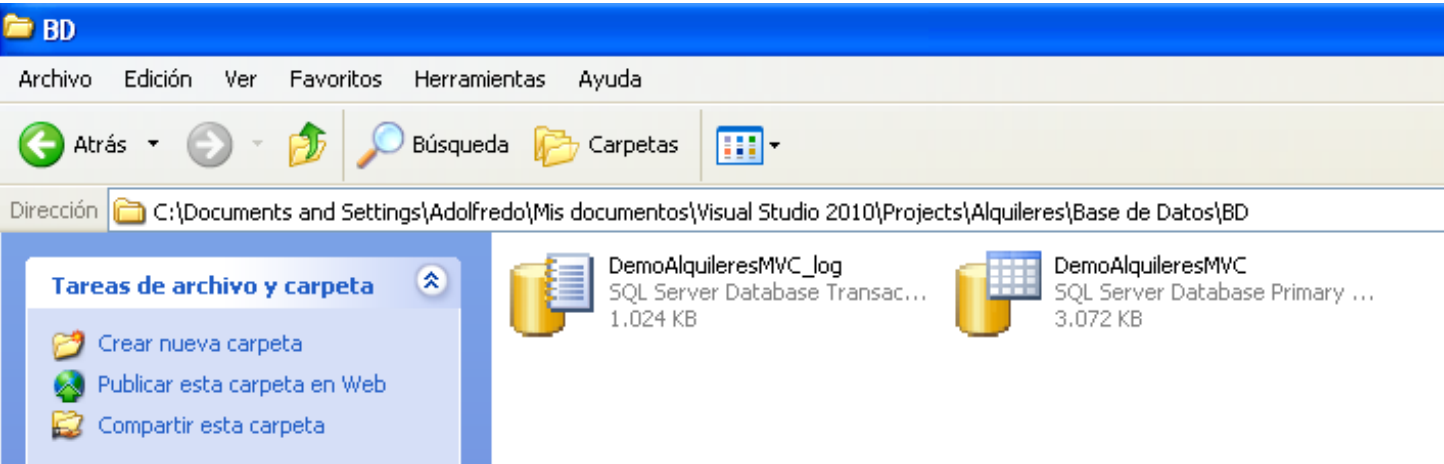 BD
Archivo Edición Ver Favoritos Herramientas Ayuda
Atrás Búsqueda Carpetas
Dirección C:\Documents and Settings\Adolfredo\Mis documentos\Visual Studio 2010\Projects\Alquileres\Base de Datos\BD
Tareas de archivo y carpeta
Crear nueva carpeta
Publicar esta carpeta en Web
Compartir esta carpeta
DemoAlquileresMVC_log
SQL Server Database Transac...
1.024 KB
DemoAlquileresMVC
SQL Server Database Primary ...
3.072 KB